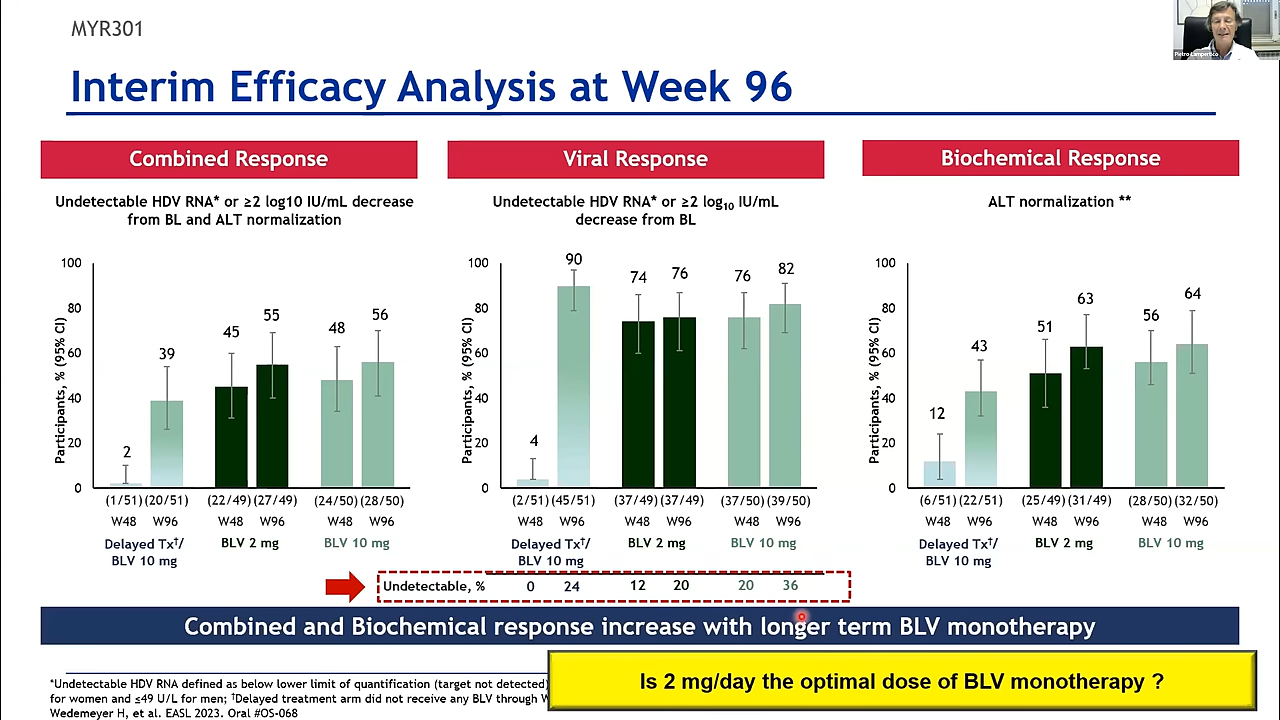 MYR301
Pietro Lampertico
Interim Efficacy Analysis at Week 96
Combined Response
Undetectable HDV RNA* or ≥2 log10 IU/mL decrease
from BL and ALT normalization
Participants, % (95% CI)
100
80
60
40
20
0
2
39
45
55
48
56
(1/51) (20/51) (22/49) (27/49) (24/50) (28/50)
W48 W96 W48 W96 W48 W96
Delayed Tx†/ BLV 2 mg BLV 10 mg
BLV 10 mg
Viral Response
Undetectable HDV RNA* or ≥2 log10 IU/mL
decrease from BL
Participants, % (95% CI)
100
80
60
40
20
0
4
90
74
76
76
82
(2/51) (45/51) (37/49) (37/49) (37/50) (39/50)
W48 W96 W48 W96 W48 W96
Delayed Tx†/ BLV 2 mg BLV 10 mg
BLV 10 mg
Undetectable, % 0 24 12 20 20 36
Biochemical Response
ALT normalization **
Participants, % (95% CI)
100
80
60
40
20
0
12
43
51
63
56
64
(6/51) (22/51) (25/49) (31/49) (28/50) (32/50)
W48 W96 W48 W96 W48 W96
Delayed Tx†/ BLV 2 mg BLV 10 mg
BLV 10 mg
Combined and Biochemical response increase with longer term BLV monotherapy
*Undetectable HDV RNA defined as below lower limit of quantification (target not detected)
for women and ≤49 U/L for men; †Delayed treatment arm did not receive any BLV through W
Wedemeyer H, et al. EASL 2023. Oral #OS-068
Is 2 mg/day the optimal dose of BLV monotherapy ?